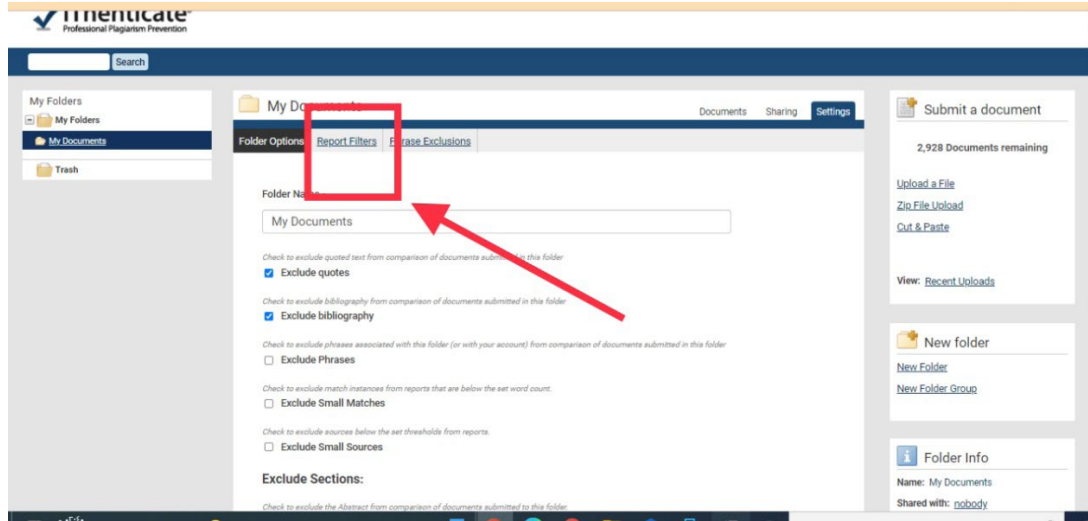 iThenticate®
Professional Plagiarism Prevention
Search
My Folders
My Folders
My Documents
Trash
My Documents
Documents Sharing Settings
Folder Options Report Filters Phrase Exclusions
Folder Name
My Documents
Check to exclude quoted text from comparison of documents submitted in this folder
Exclude quotes
Check to exclude bibliography from comparison of documents submitted in this folder
Exclude bibliography
Check to exclude phrases associated with this folder (or with your account) from comparison of documents submitted in this folder
Exclude Phrases
Check to exclude match instances from reports that are below the set word count.
Exclude Small Matches
Check to exclude sources below the set thresholds from reports.
Exclude Small Sources
Exclude Sections:
Check to exclude the Abstract from comparison of documents submitted to this folder
Submit a document
2,928 Documents remaining
Upload a File
Zip File Upload
Cut & Paste
View: Recent Uploads
New folder
New Folder
New Folder Group
Folder Info
Name: My Documents
Shared with: nobody